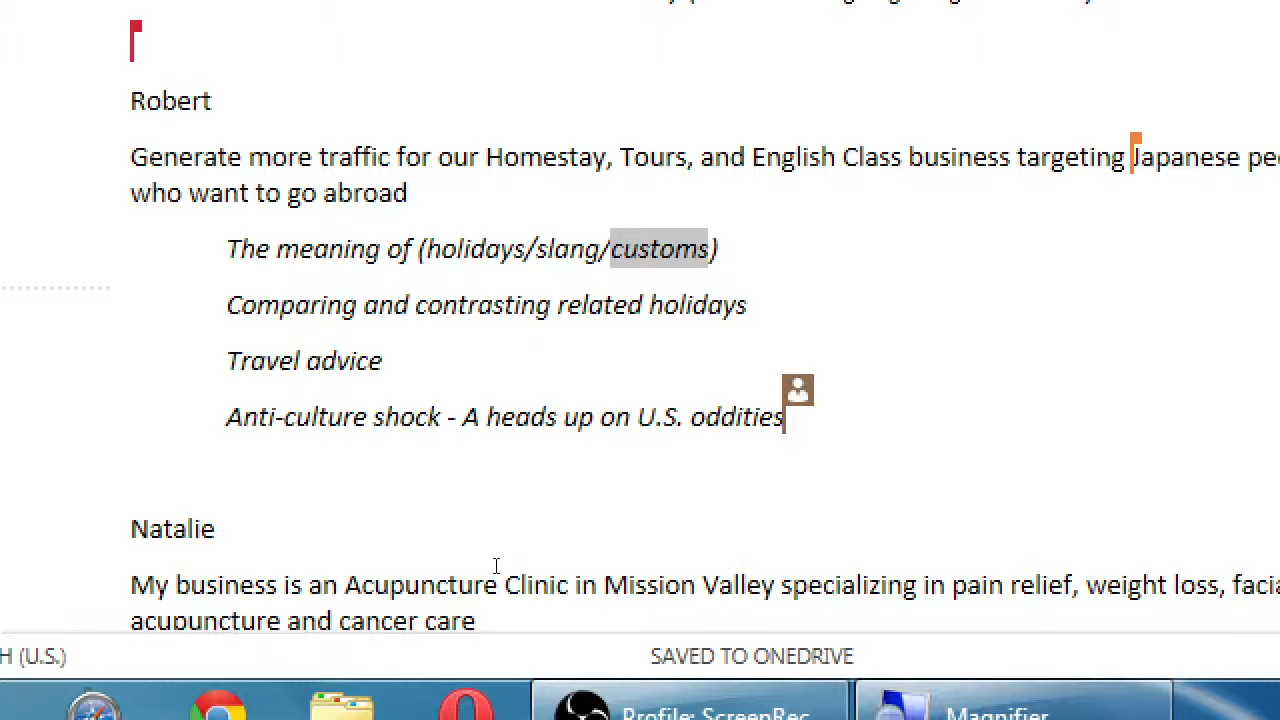 Robert
Generate more traffic for our Homestay, Tours, and English Class business targeting Japanese
who want to go abroad
The meaning of (holidays/slang/customs)
Comparing and contrasting related holidays
Travel advice
Anti-culture shock - A heads up on U.S. oddities
Natalie
My business is an Acupuncture Clinic in Mission Valley specializing in pain relief, weight loss,
acupuncture and cancer care
H (U.S.)
SAVED TO ONEDRIVE
Profile: ScreenRec
Magnifier